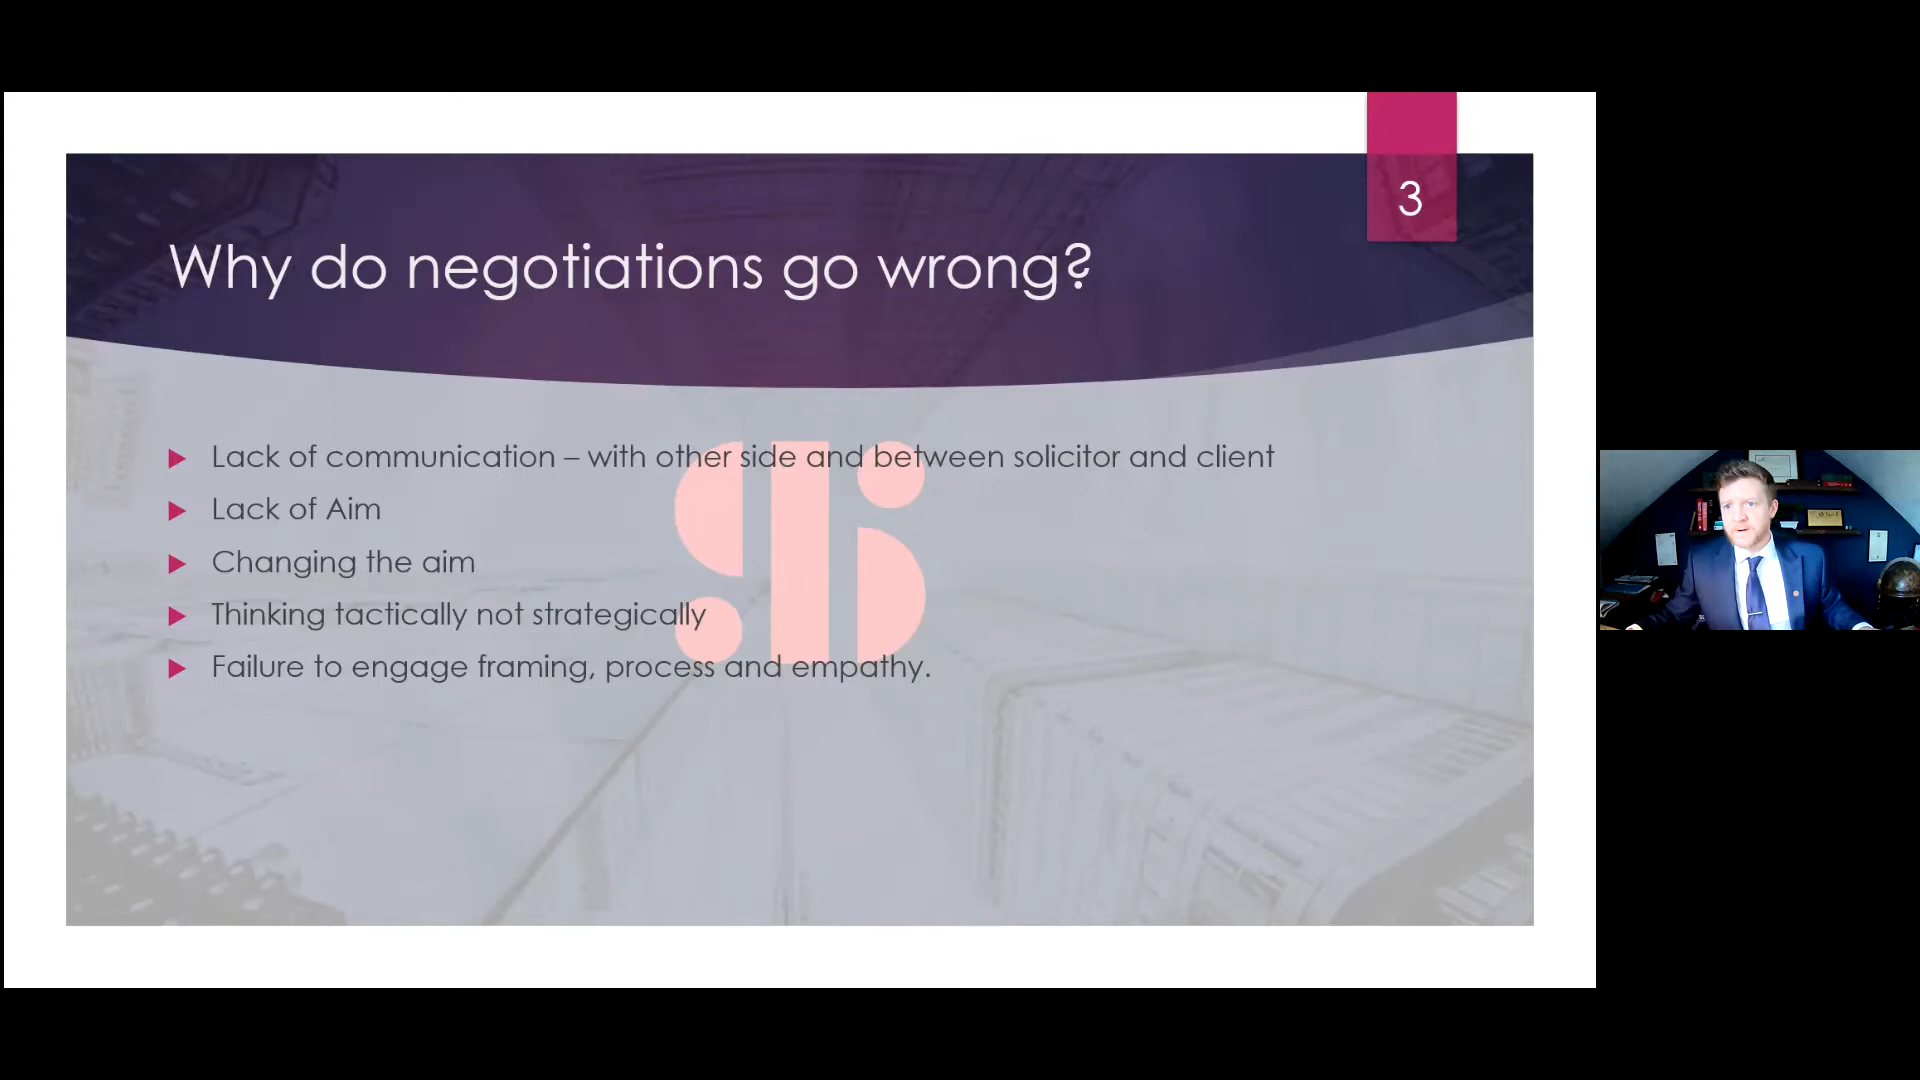 3
Why do negotiations go wrong?
Lack of communication – with other side and between solicitor and client
Lack of Aim
Changing the aim
Thinking tactically not strategically
Failure to engage framing, process and empathy.